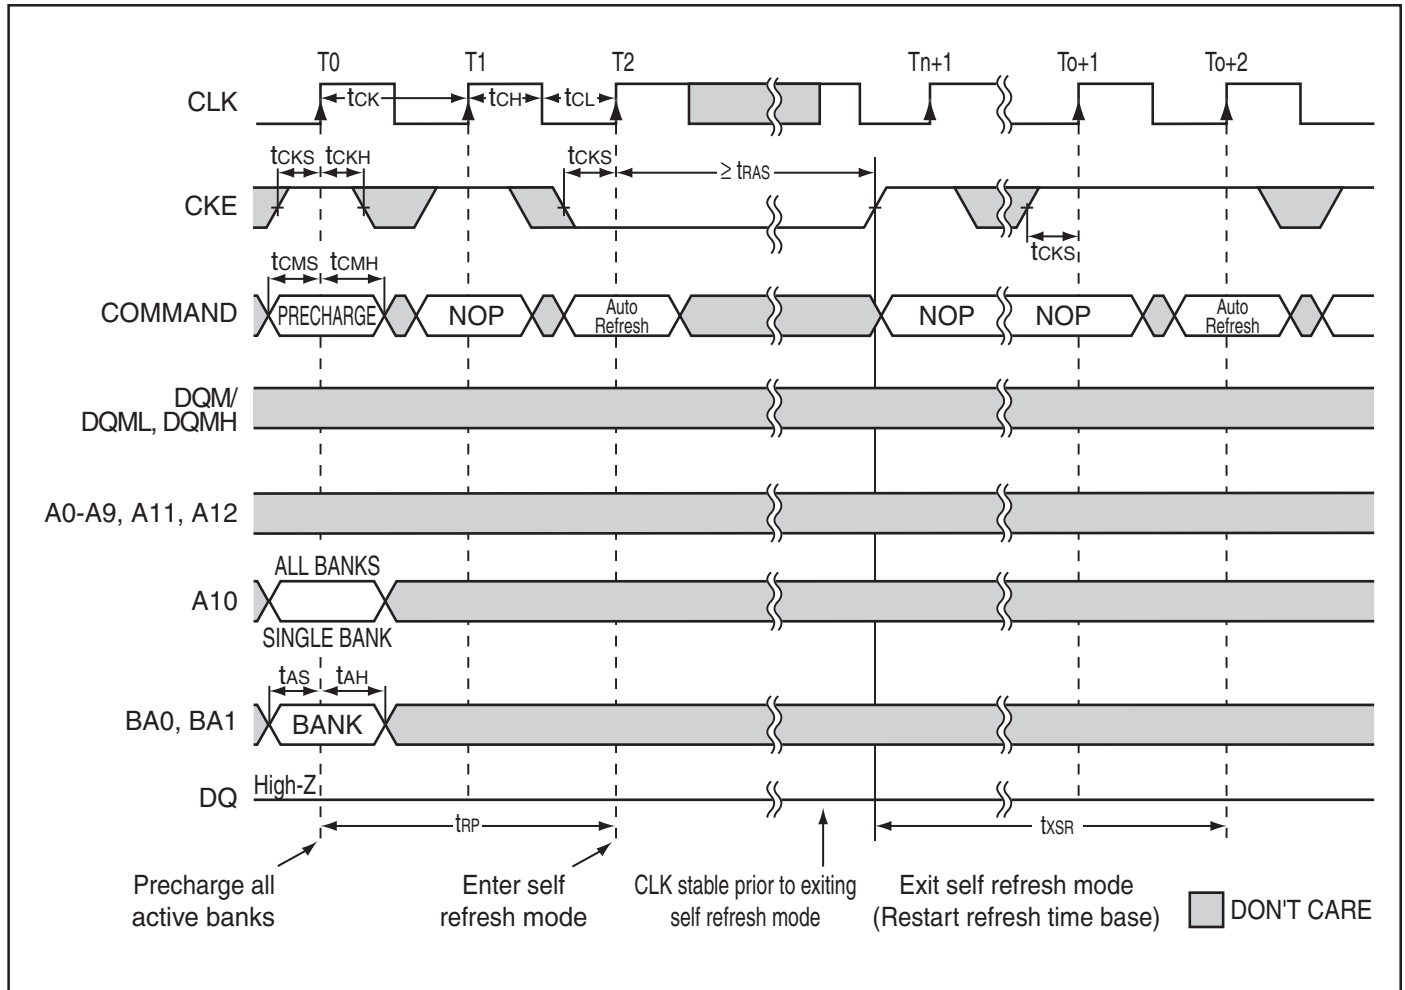 T0 T1 T2 Tn+1 To+1 To+2
CLK tCK tCH tCL
tCKS tCKH tCKS ≥ tRAS
CKE
tCKS
tCMS tCMH
COMMAND PRECHARGE NOP Auto Refresh NOP NOP Auto Refresh
DQM/
DQML, DQMH
A0-A9, A11, A12
ALL BANKS
A10
SINGLE BANK
tAS tAH
BA0, BA1 BANK
DQ High-Z
tRP tXSR
Precharge all
active banks
Enter self
refresh mode
CLK stable prior to exiting
self refresh mode
Exit self refresh mode
(Restart refresh time base)
DON'T CARE